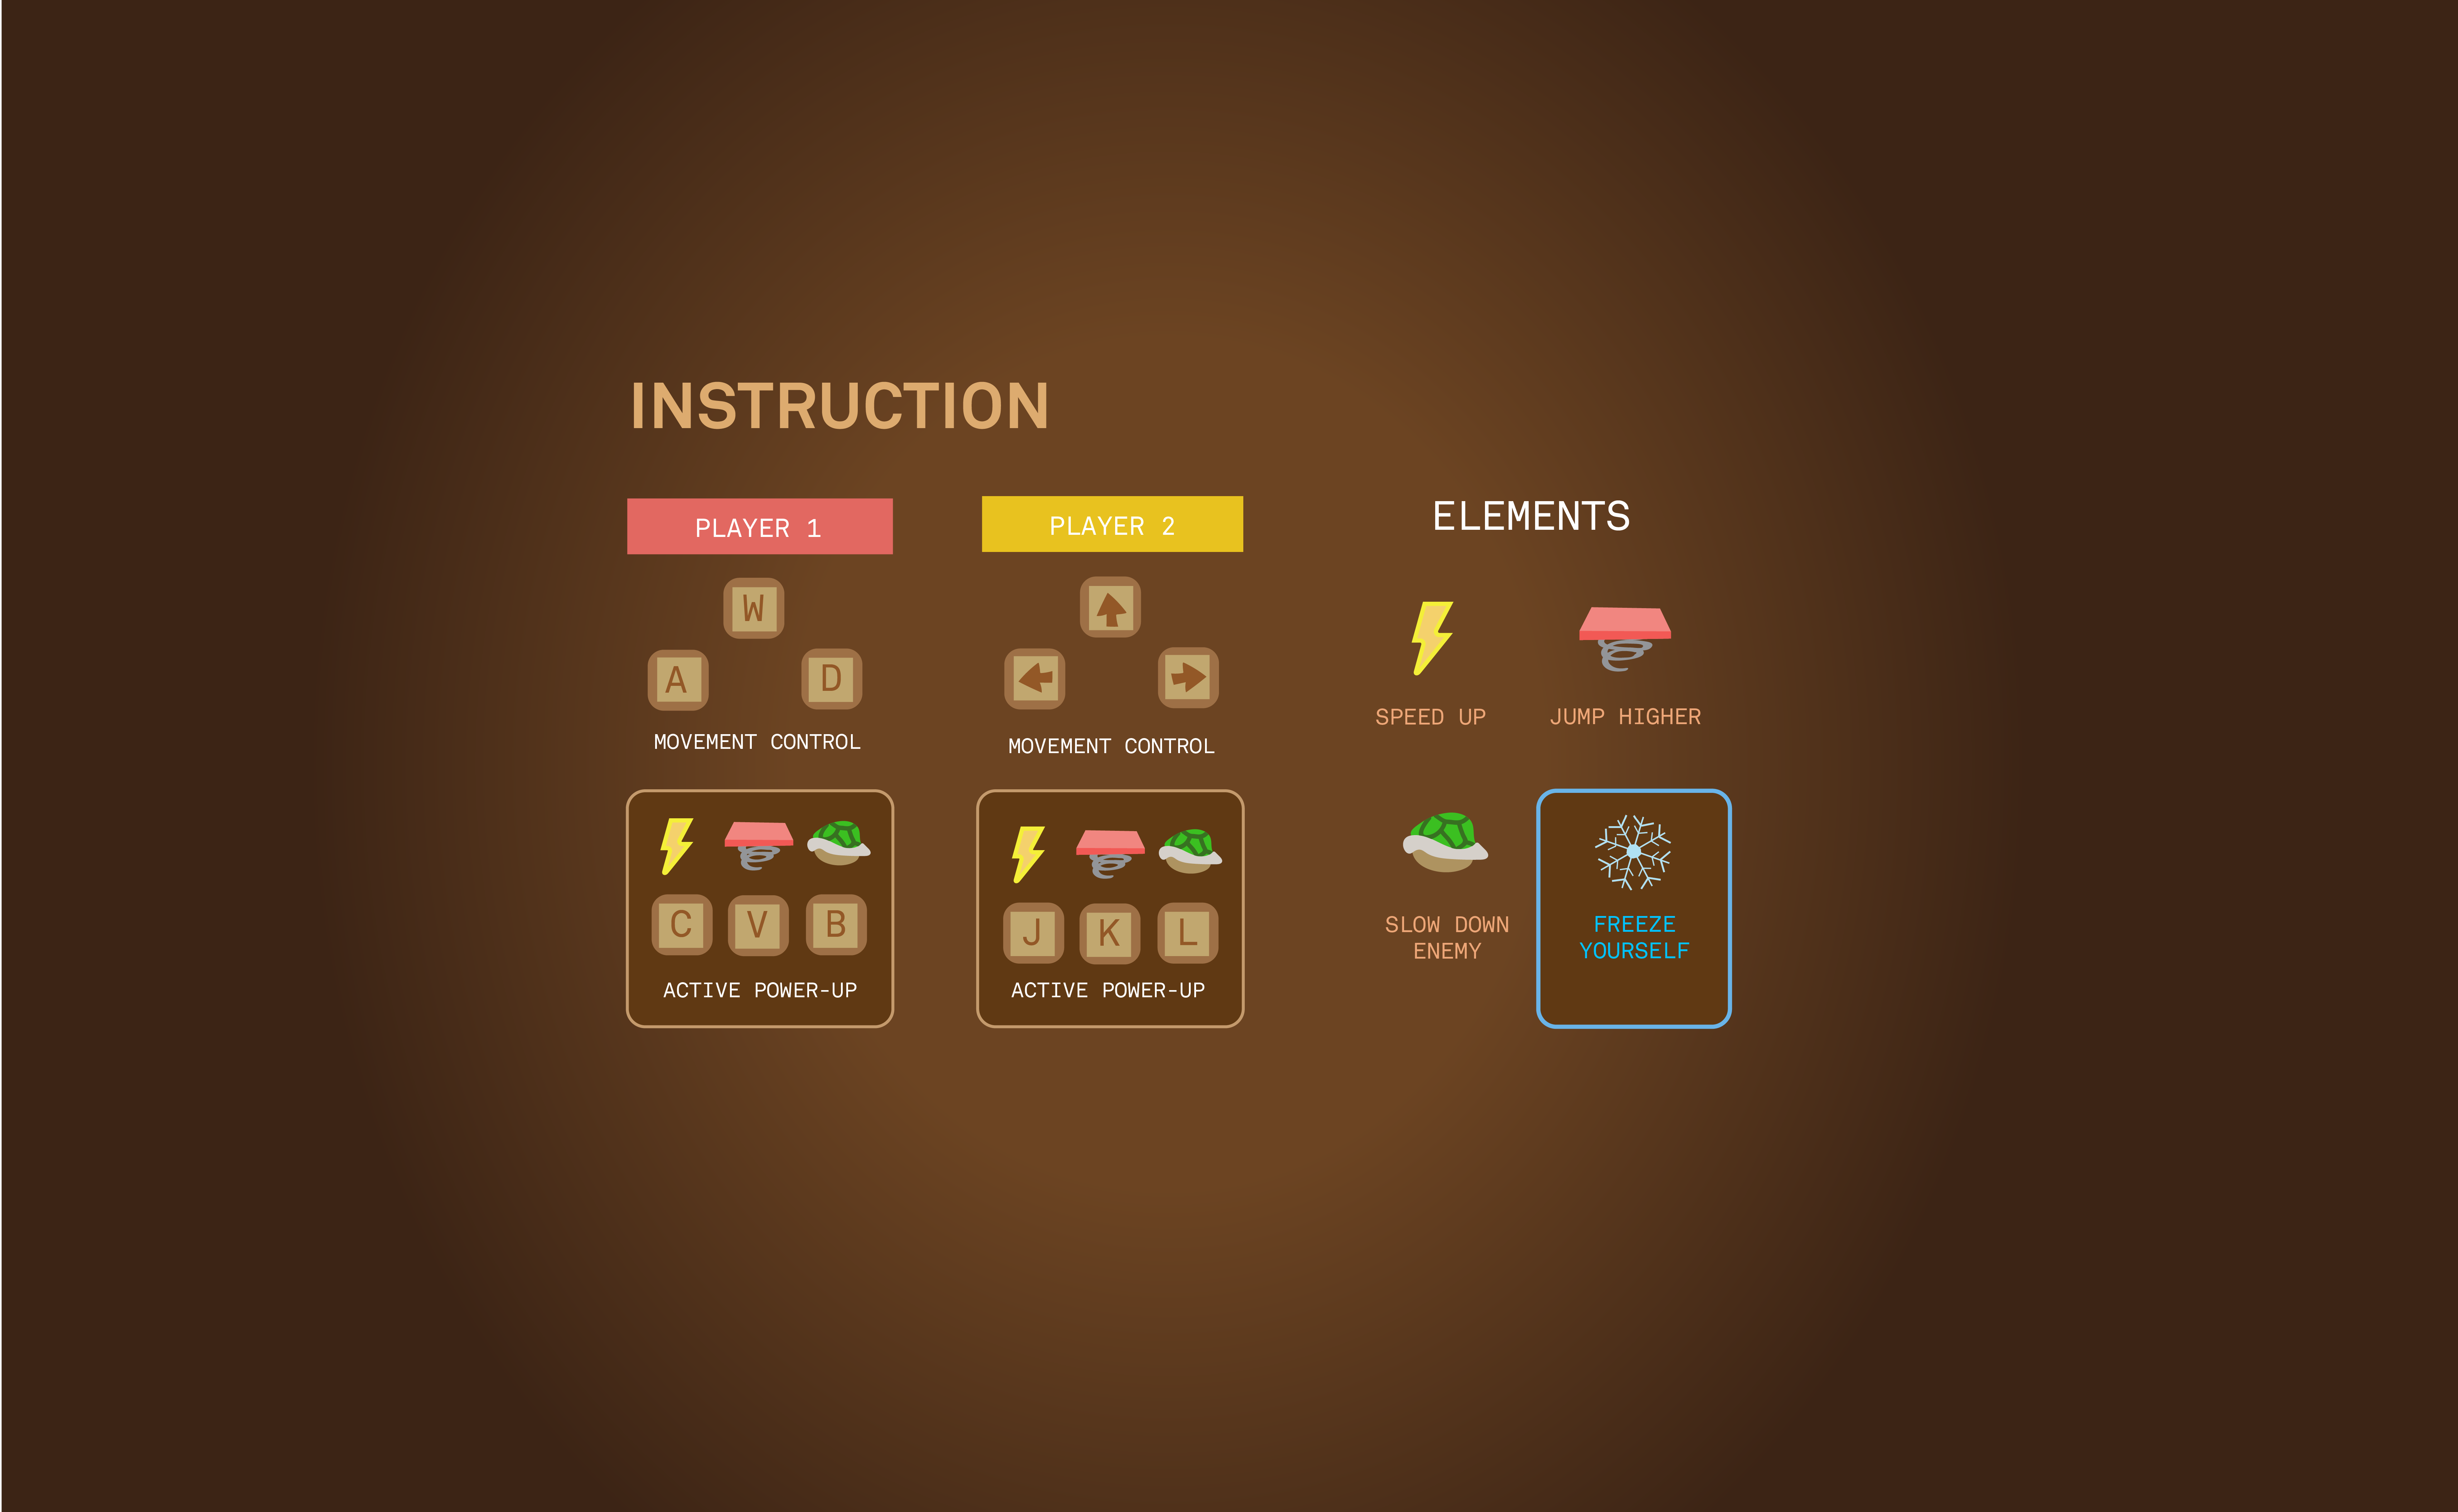 INSTRUCTION
PLAYER 1
W
A D
MOVEMENT CONTROL
C V B
ACTIVE POWER-UP
PLAYER 2
MOVEMENT CONTROL
J K L
ACTIVE POWER-UP
ELEMENTS
SPEED UP
JUMP HIGHER
SLOW DOWN
ENEMY
FREEZE
YOURSELF